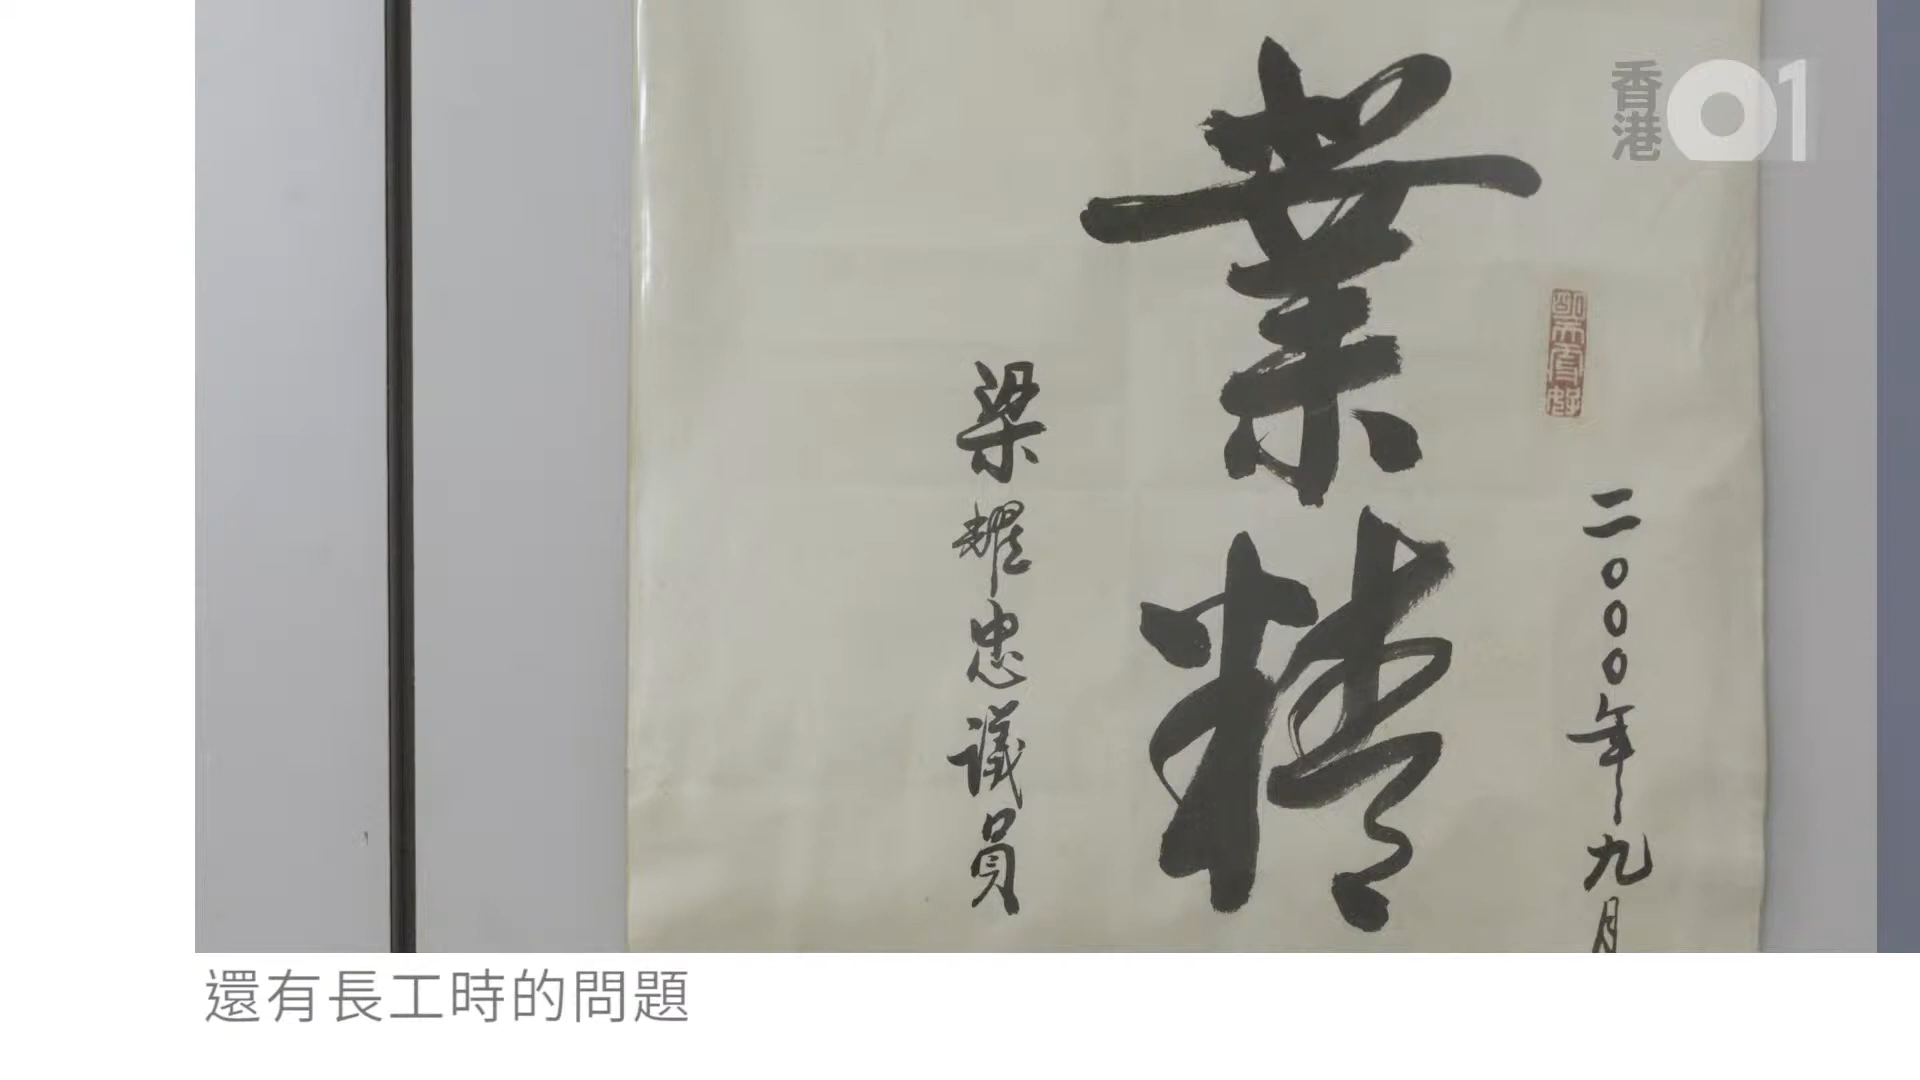 香港01
二〇〇〇年九月
業精
梁耀忠議員
還有長工時的問題